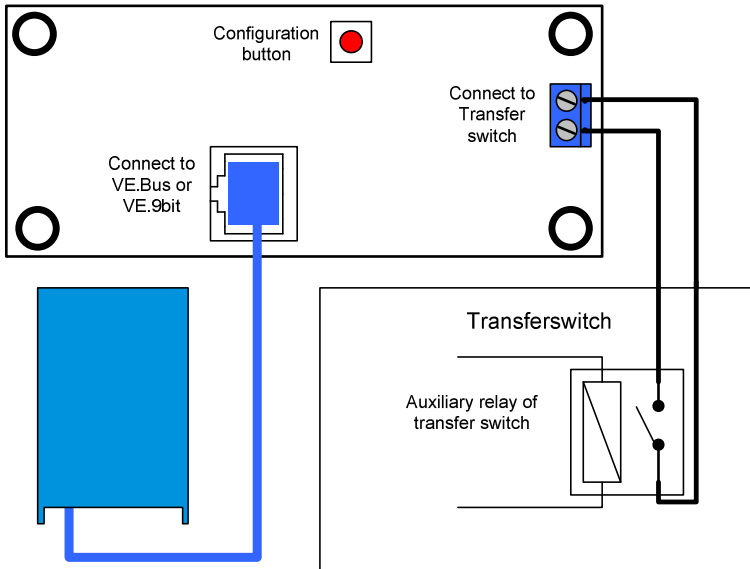 Configuration
button
Connect to
Transfer
switch
Connect to
VE.Bus or
VE.9bit
Transferswitch
Auxiliary relay of
transfer switch